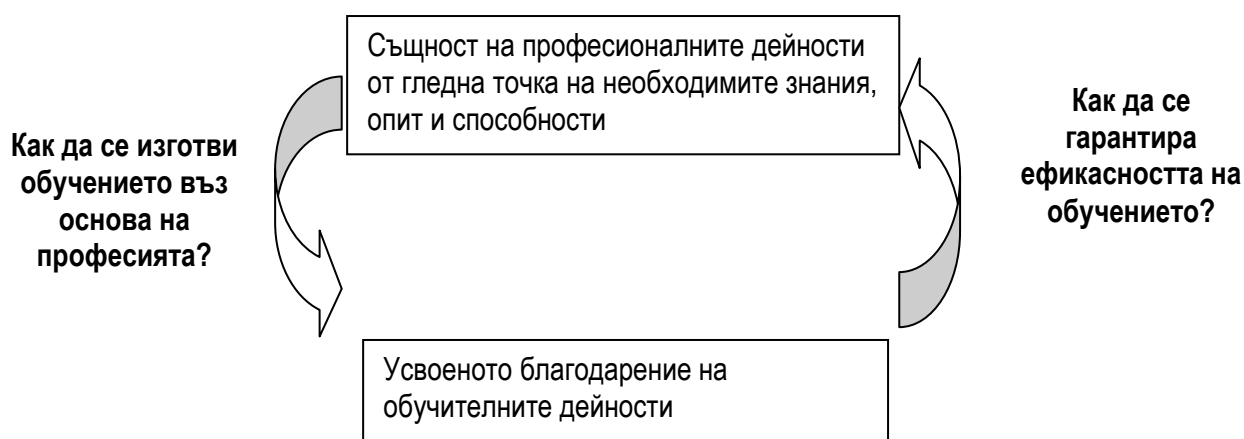 Същност на професионалните дейности
от гледна точка на необходимите знания,
опит и способности
Как да се изготви
обучението въз
основа на
професията?
Как да се
гарантира
ефикасността на
обучението?
Усвоеното благодарение на
обучителните дейности